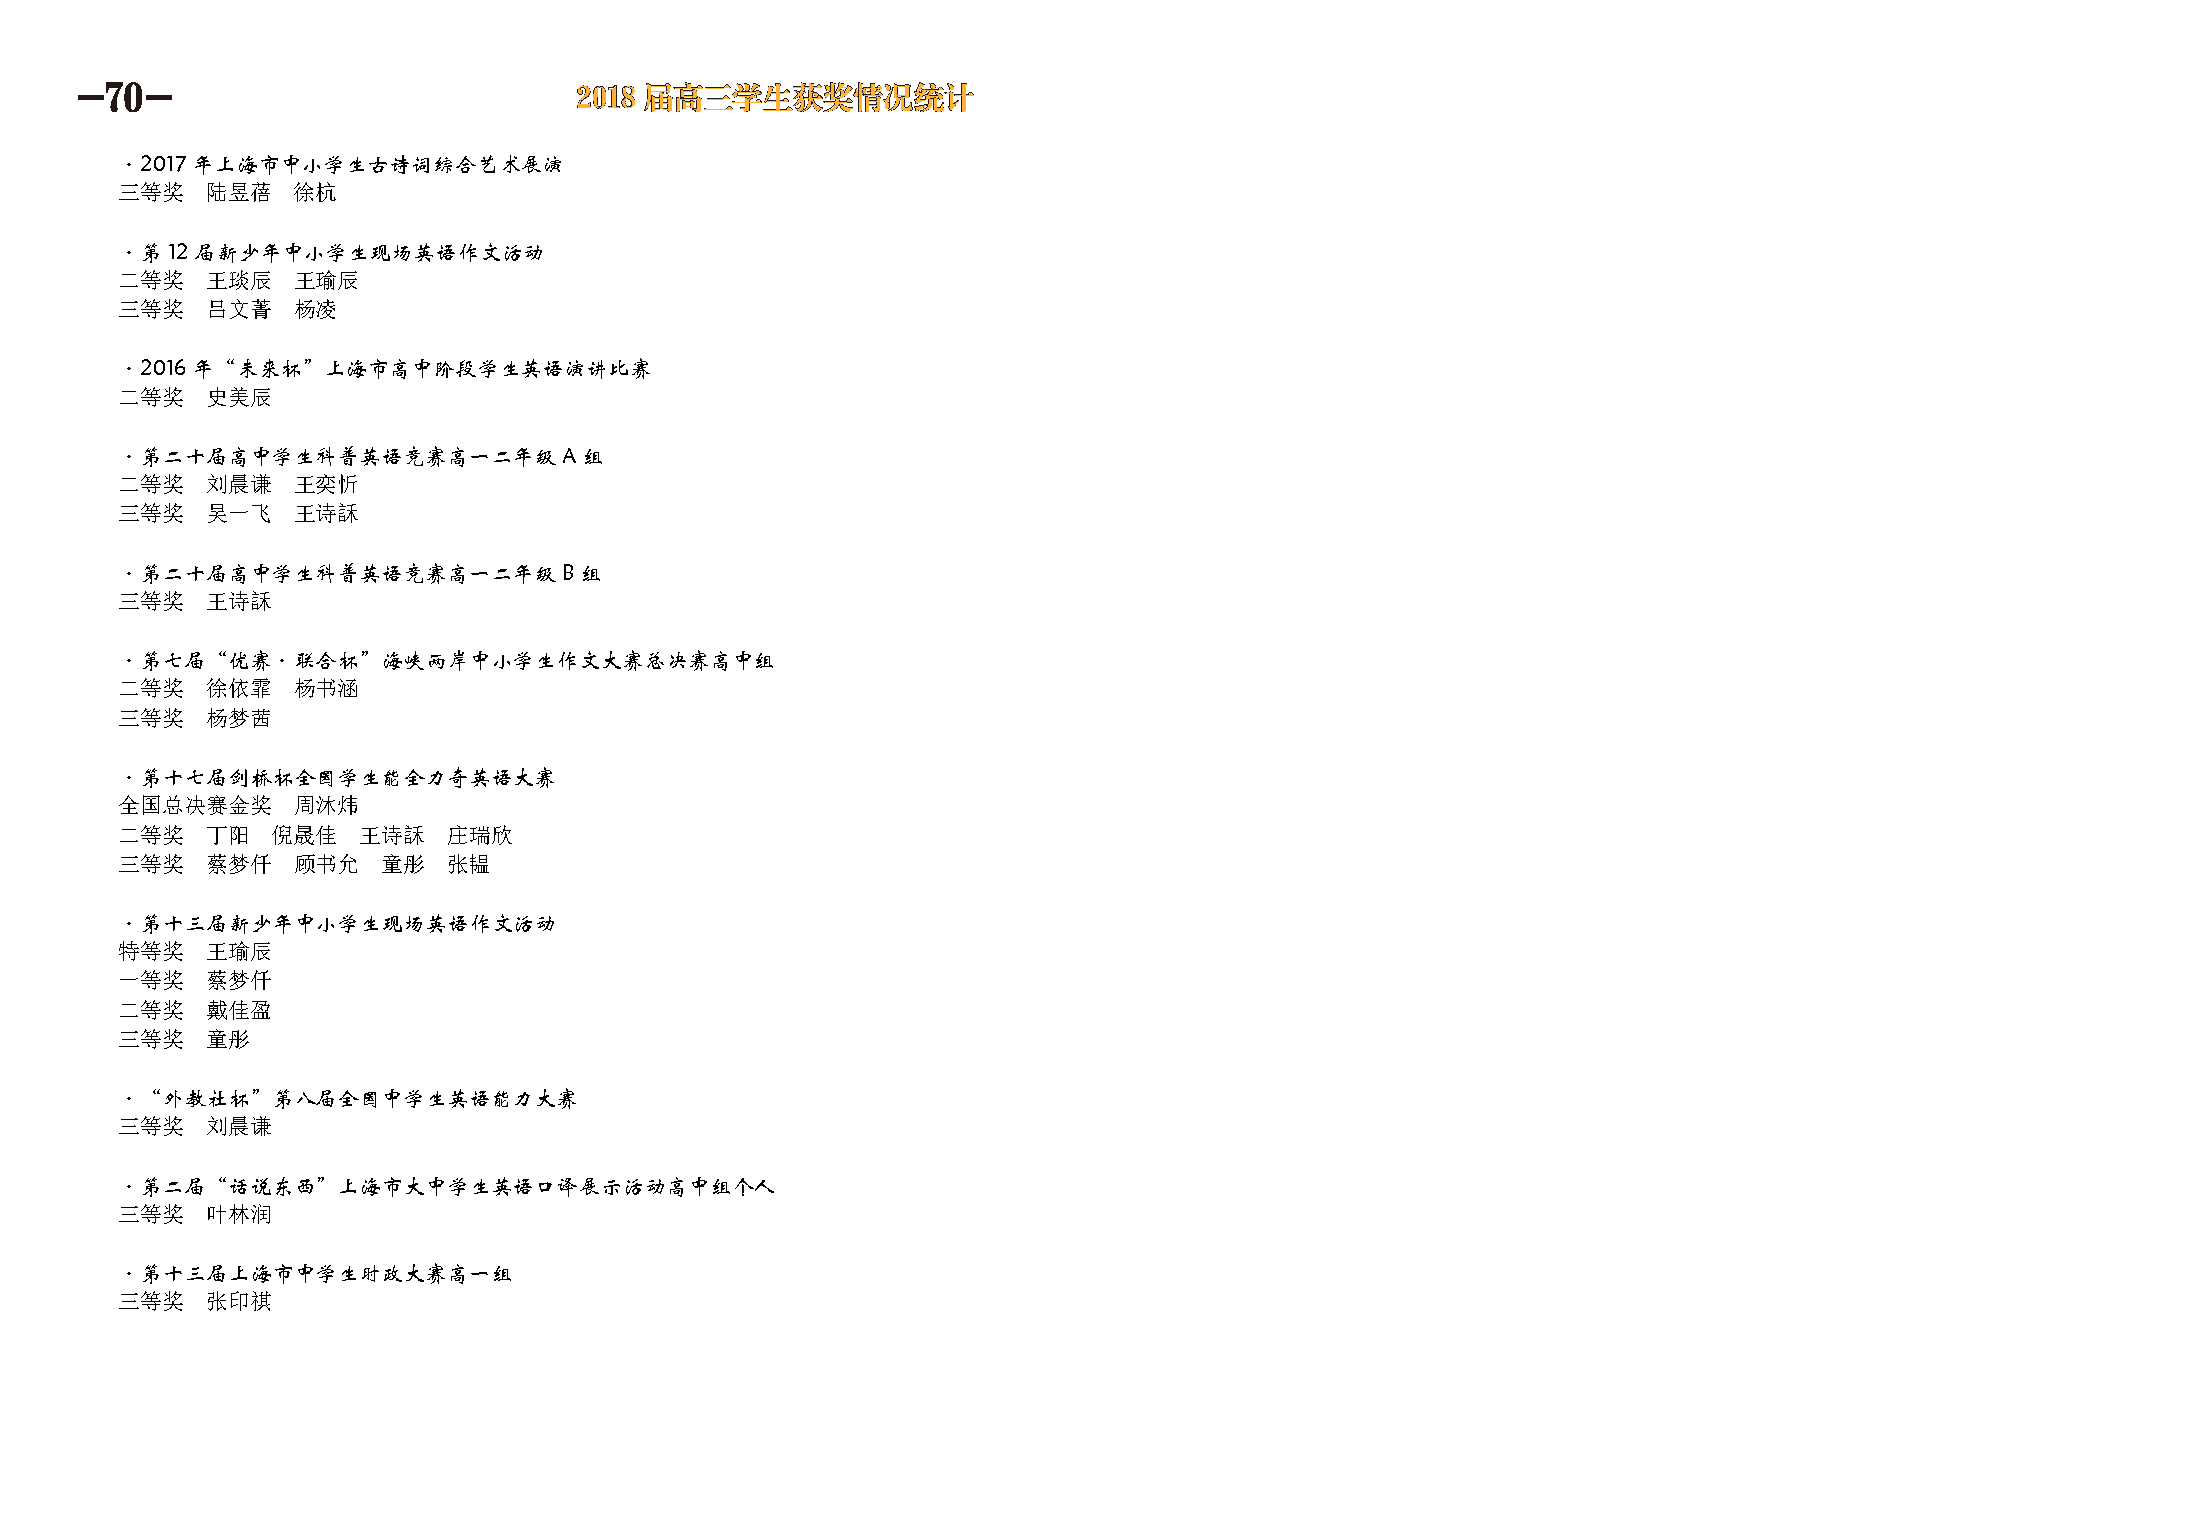 —70—
2018 届高三学生获奖情况统计
·2017 年上海市中小学生古诗词综合艺术展演
三等奖　陆昱蓓　徐杭
·第 12 届新少年中小学生现场英语作文活动
二等奖　王琰辰　王瑜辰
三等奖　吕文菁　杨凌
·2016 年“未来杯”上海市高中阶段学生英语演讲比赛
二等奖　史美辰
·第二十届高中学生科普英语竞赛高一二年级 A 组
二等奖　刘晨谦　王奕忻
三等奖　吴一飞　王诗訸
·第二十届高中学生科普英语竞赛高一二年级 B 组
三等奖　王诗訸
·第七届“优赛·联合杯”海峡两岸中小学生作文大赛总决赛高中组
二等奖　徐依霏　杨书涵
三等奖　杨梦茜
·第十七届剑桥杯全国学生能全力奇英语大赛
全国总决赛金奖　周沐炜
二等奖　丁阳　倪晟佳　王诗訸　庄瑞欣
三等奖　蔡梦仟　顾书允　童彤　张韫
·第十三届新少年中小学生现场英语作文活动
特等奖　王瑜辰
一等奖　蔡梦仟
二等奖　戴佳盈
三等奖　童彤
·“外教社杯”第八届全国中学生英语能力大赛
三等奖　刘晨谦
·第二届“话说东西”上海市大中学生英语口译展示活动高中组个人
三等奖　叶林润
·第十三届上海市中学生时政大赛高一组
三等奖　张印祺